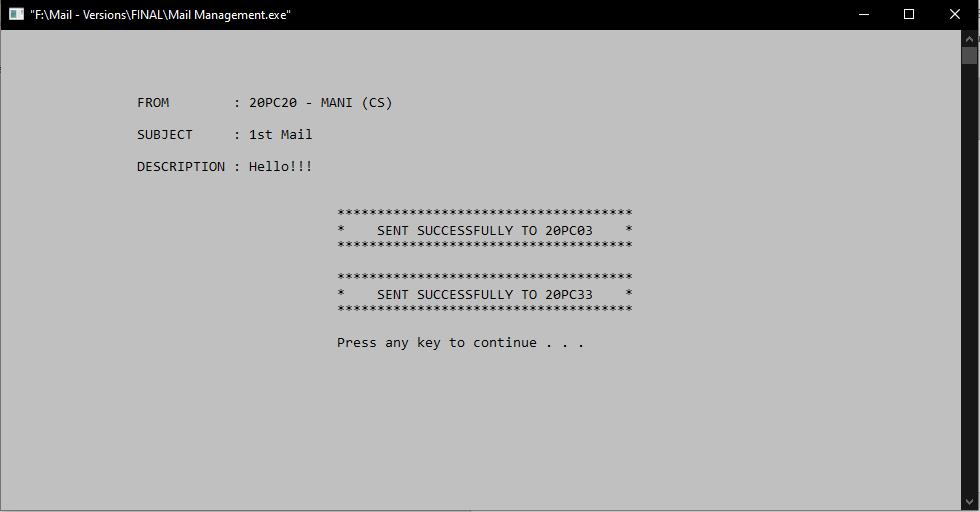 "F:\Mail - Versions\FINAL\Mail Management.exe"
FROM        : 20PC20 - MANI (CS)
SUBJECT     : 1st Mail
DESCRIPTION : Hello!!!
*************************************
*    SENT SUCCESSFULLY TO 20PC03    *
*************************************
*************************************
*    SENT SUCCESSFULLY TO 20PC33    *
*************************************
Press any key to continue . . .